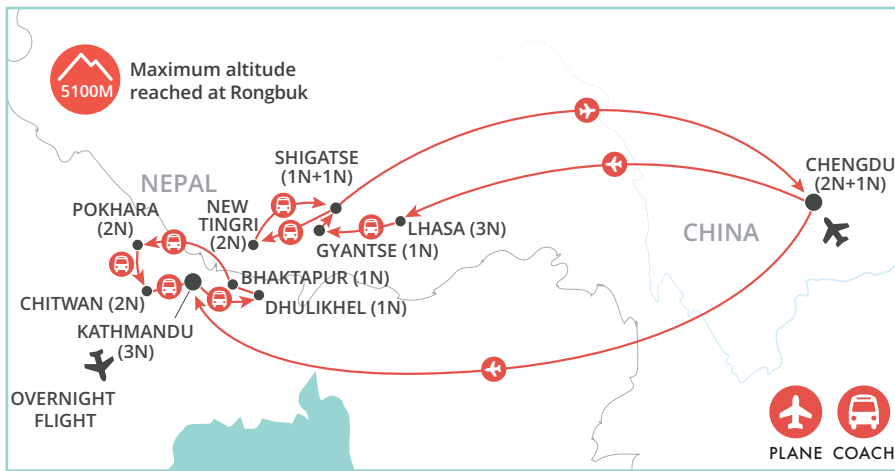 5100M
Maximum altitude
reached at Rongbuk
NEPAL
SHIGATSE
(1N+1N)
CHENGDU
(2N+1N)
POKHARA
(2N)
NEW
TINGRI
(2N)
LHASA (3N)
GYANTSE (1N)
CHINA
BHAKTAPUR (1N)
CHITWAN (2N)
DHULIKHEL (1N)
KATHMANDU
(3N)
OVERNIGHT
FLIGHT
PLANE
COACH